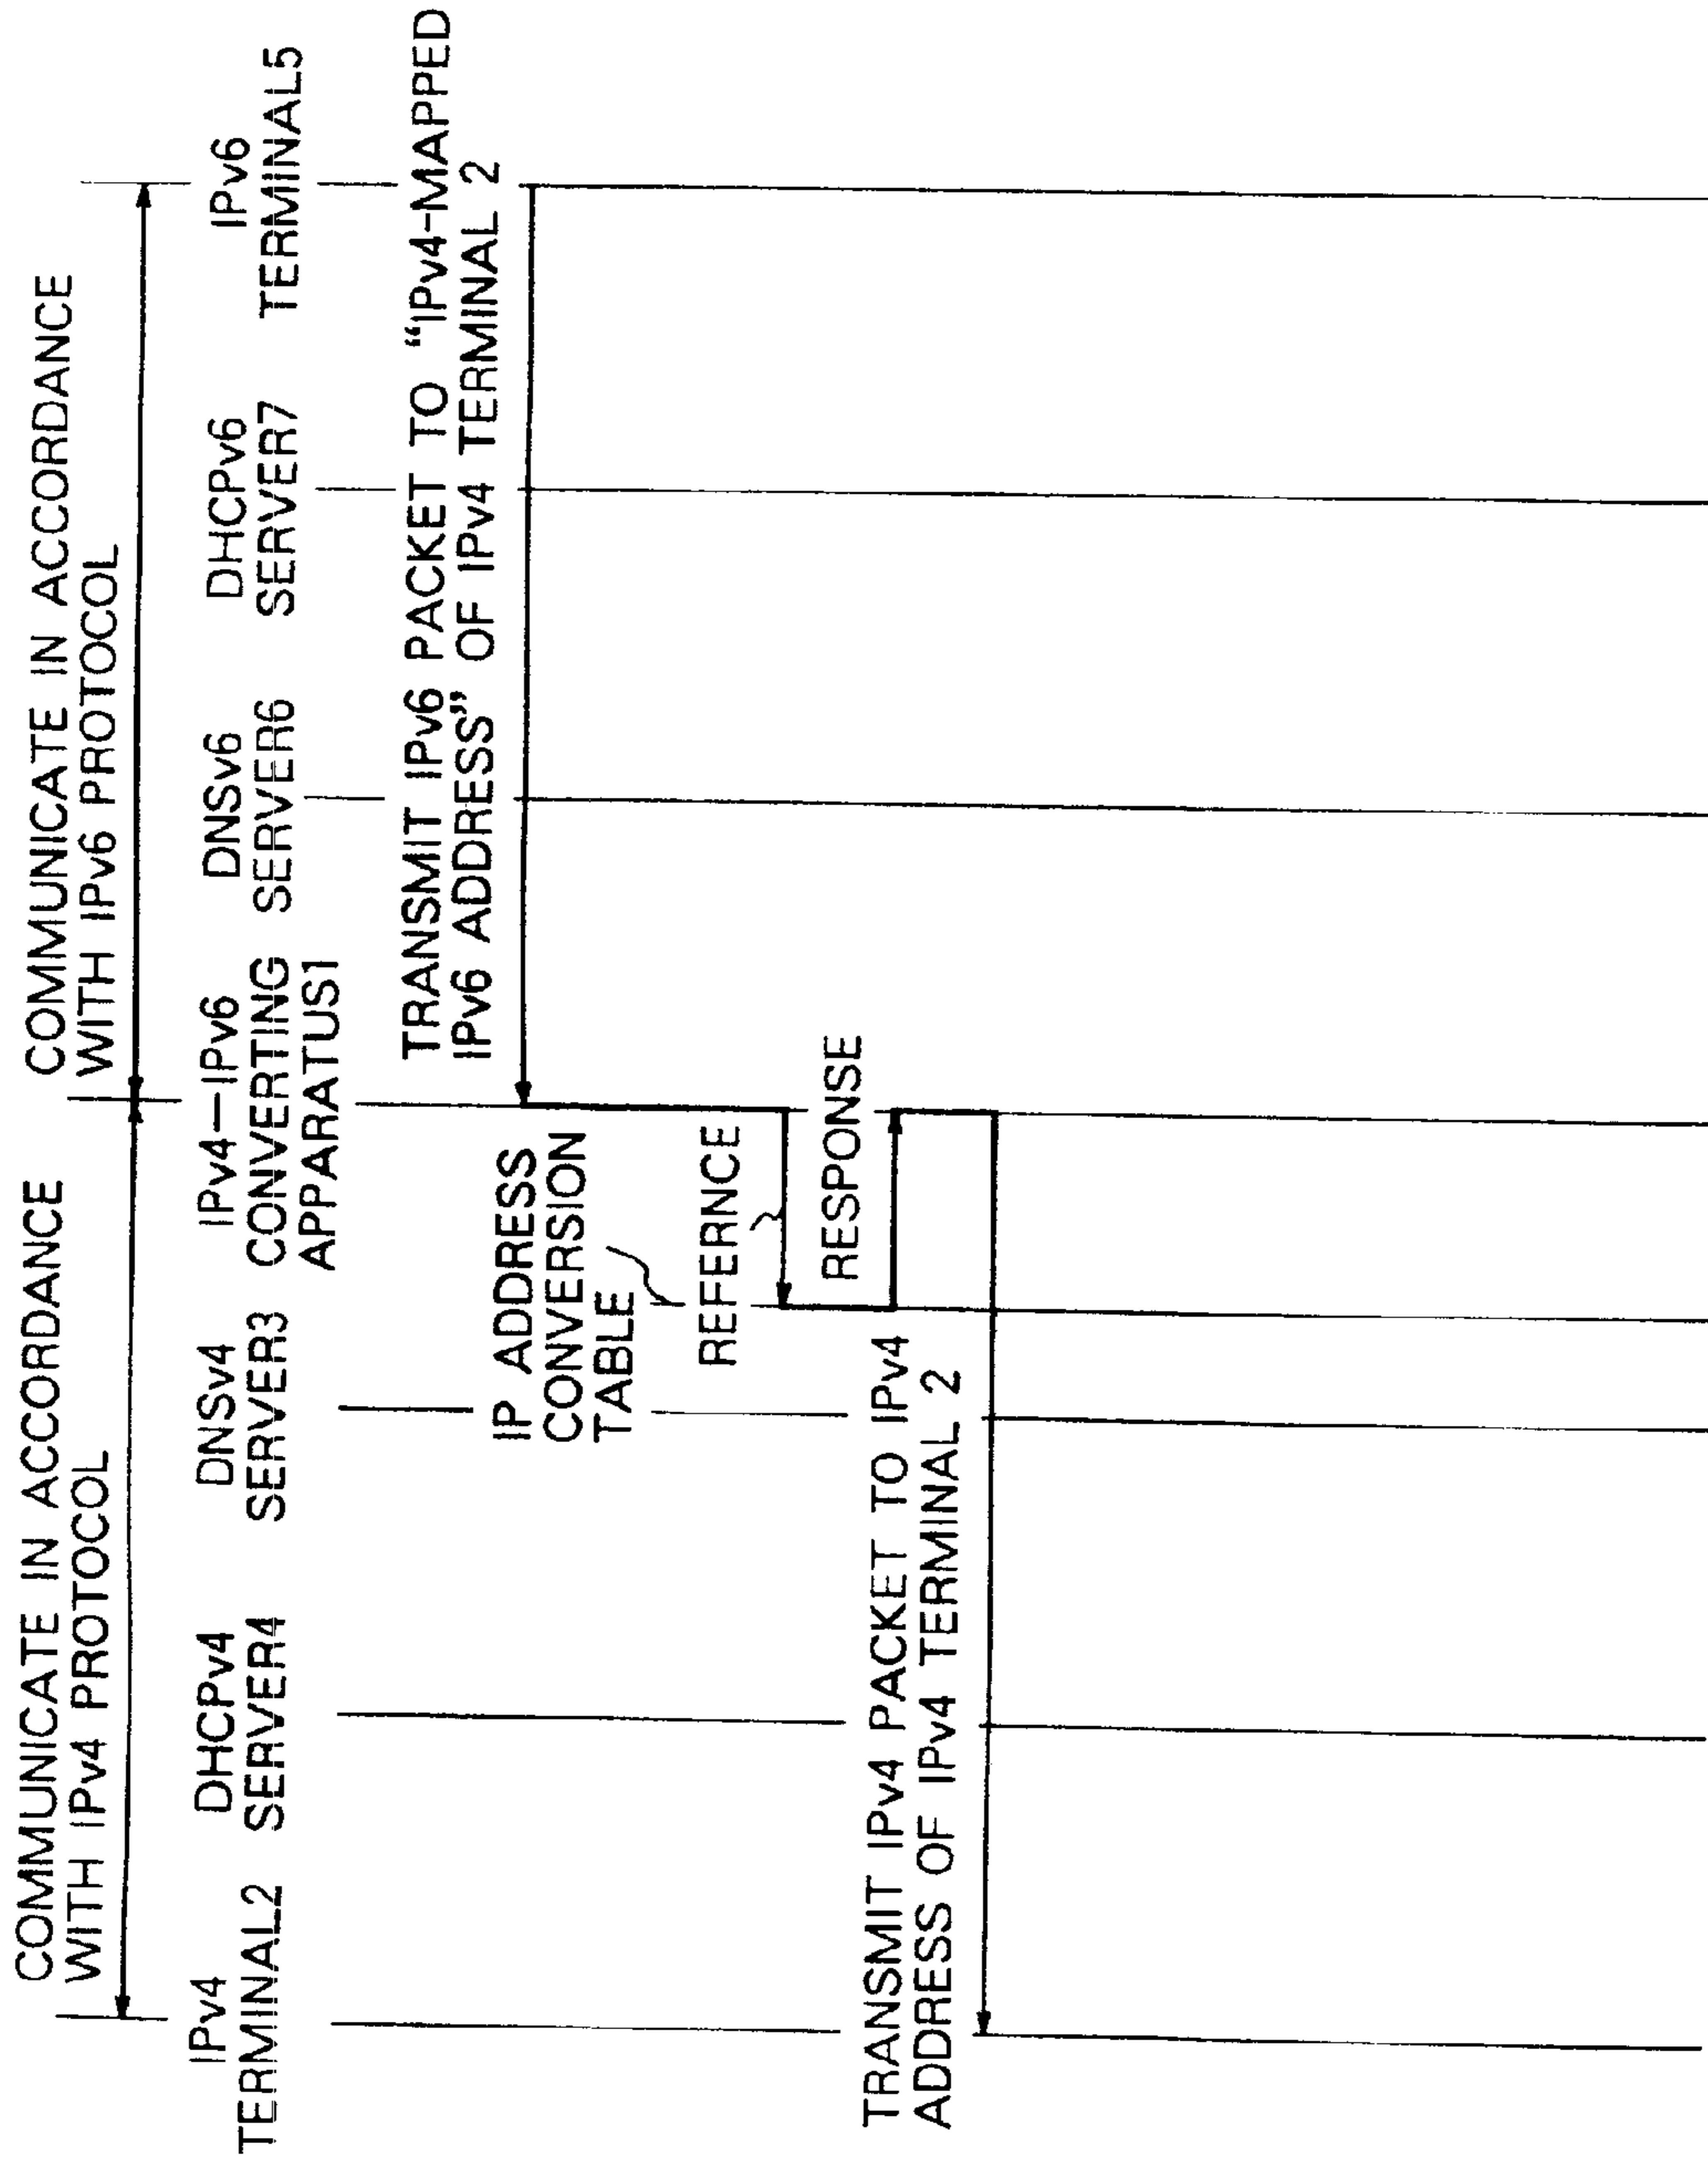 COMMUNICATE IN ACCORDANCE
WITH IPv4 PROTOCOL
COMMUNICATE IN ACCORDANCE
WITH IPv6 PROTOCOL
IPv4
TERMINAL2
DHCPv4
SERVER4
DNSv4
SERVER3
IPv4—IPv6
CONVERTING
APPARATUS1
DNSv6
SERVER6
DHCPv6
SERVER7
IPv6
TERMINAL5
TRANSMIT IPv6 PACKET TO “IPv4-MAPPED
IPv6 ADDRESS” OF IPv4 TERMINAL 2
IP ADDRESS
CONVERSION
TABLE
REFFERNCE
RESPONSE
TRANSMIT IPv4 PACKET TO IPv4
ADDRESS OF IPv4 TERMINAL 2